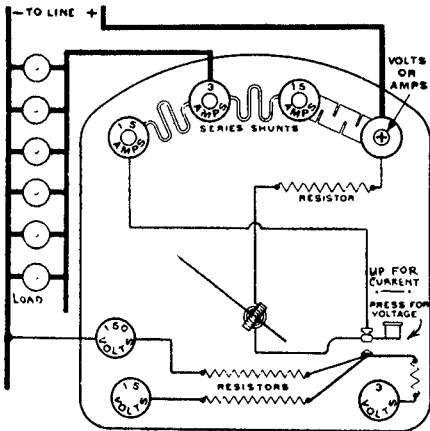 – TO LINE +
VOLTS
OR
AMPS
3
AMPS
15
AMPS
1 5
AMPS
SERIES SHUNTS
RESISTOR
UP FOR
CURRENT
PRESS FOR
VOLTAGE
LOAD
150
VOLTS
RESISTORS
15
VOLTS
3
VOLTS